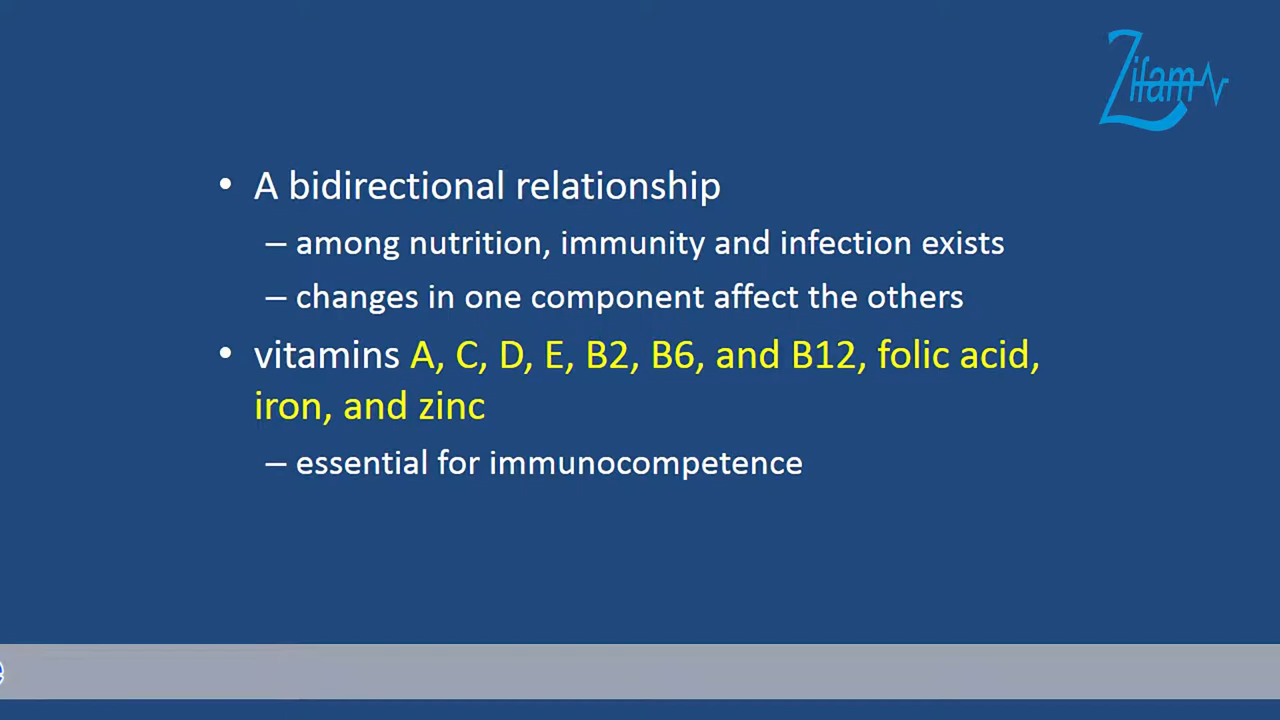 Zifam
• A bidirectional relationship
– among nutrition, immunity and infection exists
– changes in one component affect the others
• vitamins A, C, D, E, B2, B6, and B12, folic acid,
iron, and zinc
– essential for immunocompetence